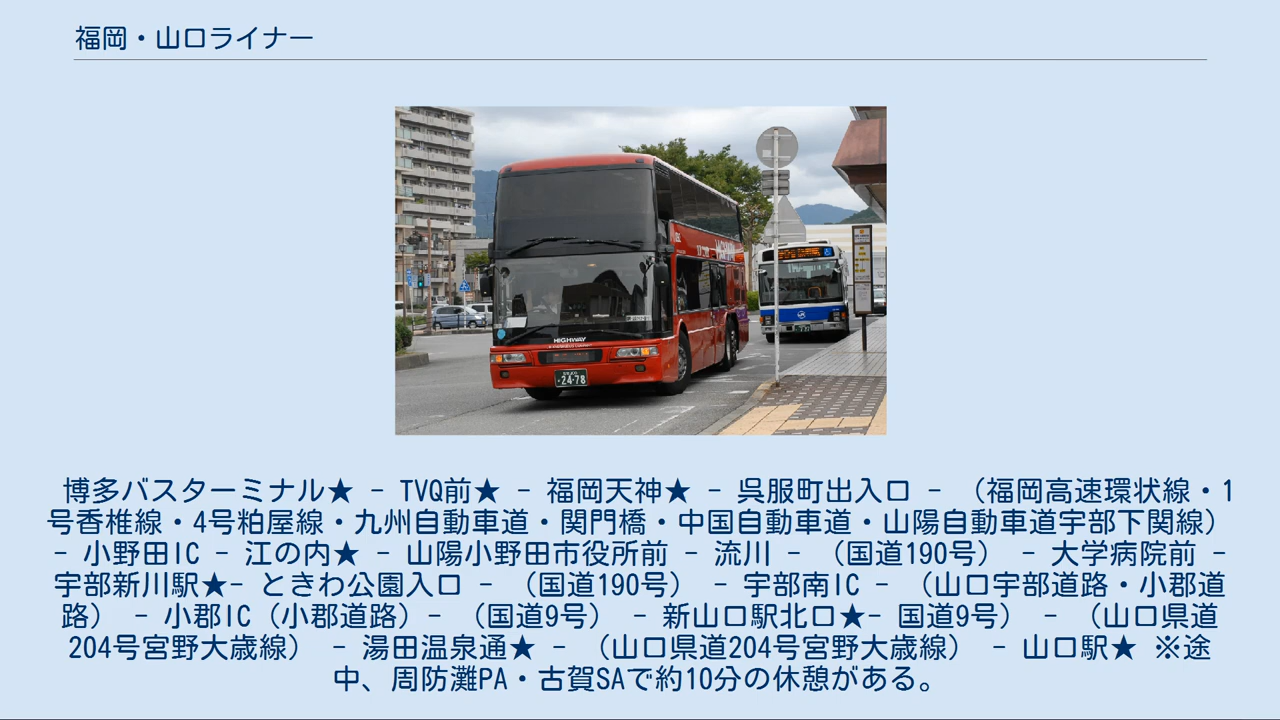 福岡・山口ライナー
HIGHWAY
・24-78
博多バスターミナル★ - TVQ前★ - 福岡天神★ - 呉服町出入口 - （福岡高速環状線・1
号香椎線・4号粕屋線・九州自動車道・関門橋・中国自動車道・山陽自動車道宇部下関線）
- 小野田IC - 江の内★ - 山陽小野田市役所前 - 流川 - （国道190号） - 大学病院前 -
宇部新川駅★- ときわ公園入口 - （国道190号） - 宇部南IC - （山口宇部道路・小郡道
路） - 小郡IC（小郡道路）- （国道9号） - 新山口駅北口★- 国道9号） - （山口県道
204号宮野大歳線） - 湯田温泉通★ - （山口県道204号宮野大歳線） - 山口駅★ ※途
中、周防灘PA・古賀SAで約10分の休憩がある。